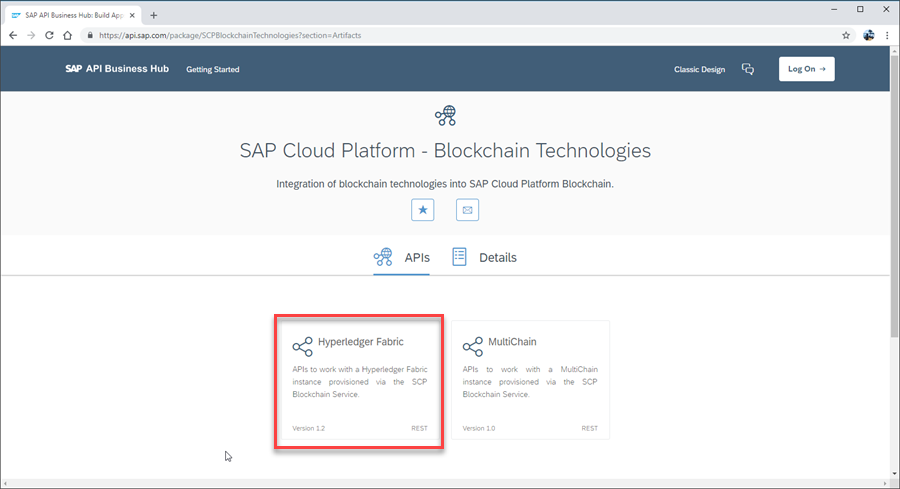 SAP API Business Hub: Build App
https://api.sap.com/package/SCPBlockchainTechnologies?section=Artifacts
SAP API Business Hub Getting Started Classic Design Log On →
SAP Cloud Platform - Blockchain Technologies
Integration of blockchain technologies into SAP Cloud Platform Blockchain.
APIs Details
Hyperledger Fabric
APIs to work with a Hyperledger Fabric
instance provisioned via the SCP
Blockchain Service.
Version 1.2 REST
MultiChain
APIs to work with a MultiChain
instance provisioned via the SCP
Blockchain Service.
Version 1.0 REST